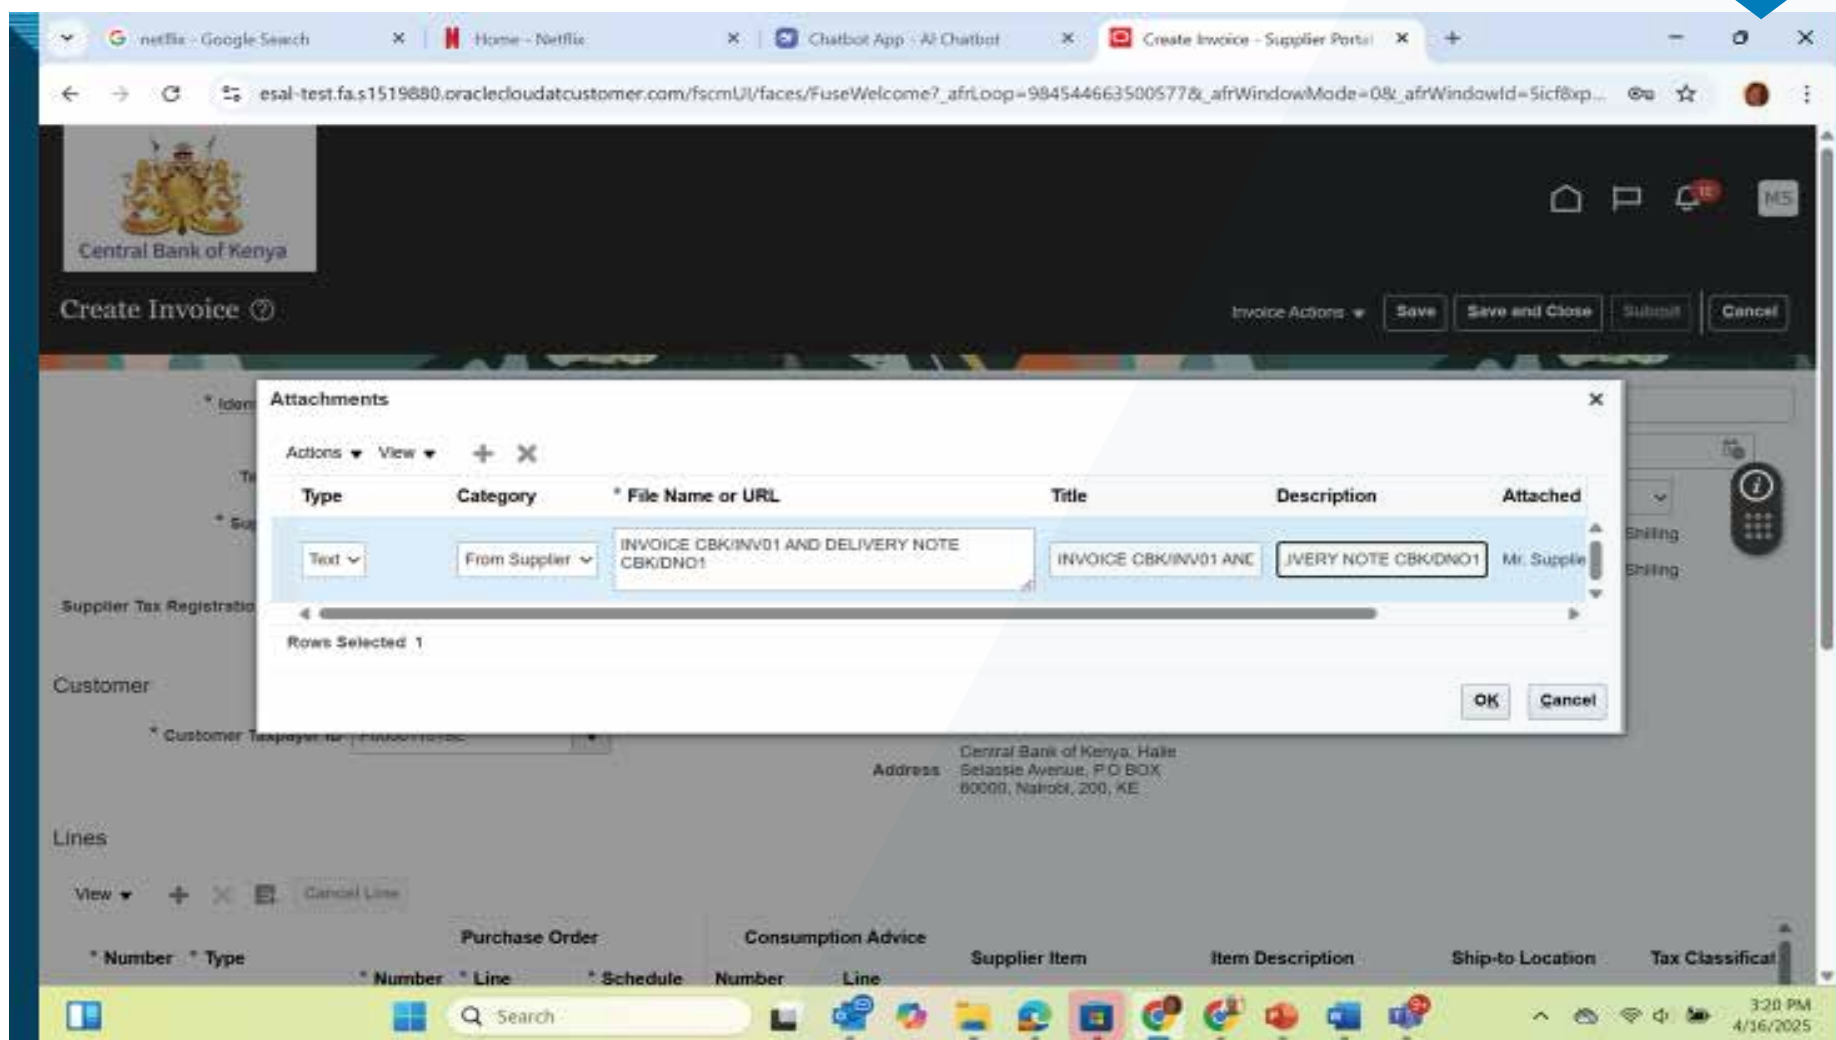 netflix - Google Search
Home - Netflix
Chatbot App - AI Chatbot
Create Invoice - Supplier Portal
esal-test.fa.s1519880.oraclecloudatcustomer.com/fscmUI/faces/FuseWelcome?_afrLoop=9845446635005778&_afrWindowMode=0&_afrWindowId=5icf8xp...
MS
Central Bank of Kenya
Create Invoice
Invoice Actions
Save
Save and Close
Submit
Cancel
* Iden
Attachments
Actions View
Type Category * File Name or URL Title Description Attached
* Sup
Text
From Supplier
INVOICE CBK/INV01 AND DELIVERY NOTE
CBK/DNO1
INVOICE CBK/INV01 AND
IVERY NOTE CBK/DNO1
Mr. Supplie
Shilling
Shilling
Supplier Tax Registratio
Rows Selected 1
OK Cancel
Customer
* Customer Taxpayer ID
Address
Central Bank of Kenya, Haile
Selassie Avenue, P O BOX
60000, Nairobi, 200, KE
Lines
View
Cancel Line
Purchase Order Consumption Advice
* Number * Type Supplier Item Item Description Ship-to Location Tax Classificat
* Number * Line * Schedule Number Line
Search
3:20 PM
4/16/2025